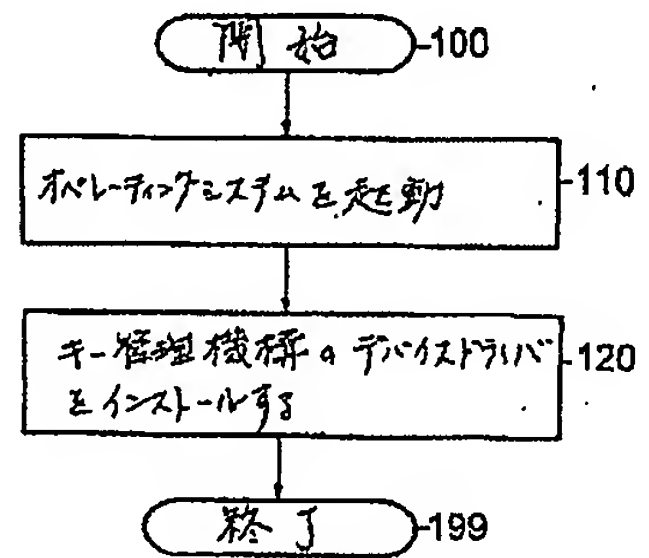 開始
100
オペレーティングシステムを起動
110
キー管理機構のデバイスドライバ
をインストールする
120
終了
199